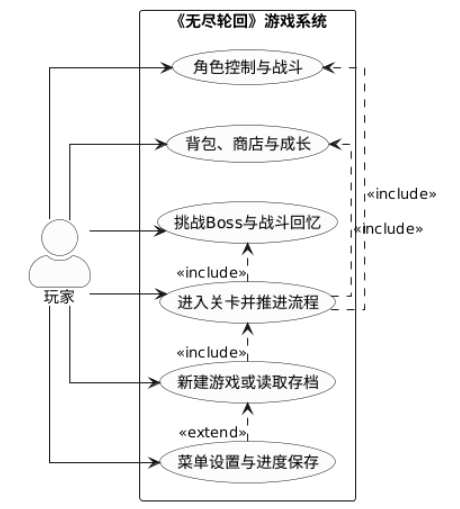 《无尽轮回》游戏系统
角色控制与战斗
背包、商店与成长
«include»
挑战Boss与战斗回忆
«include»
«include»
玩家
进入关卡并推进流程
«include»
新建游戏或读取存档
«extend»
菜单设置与进度保存